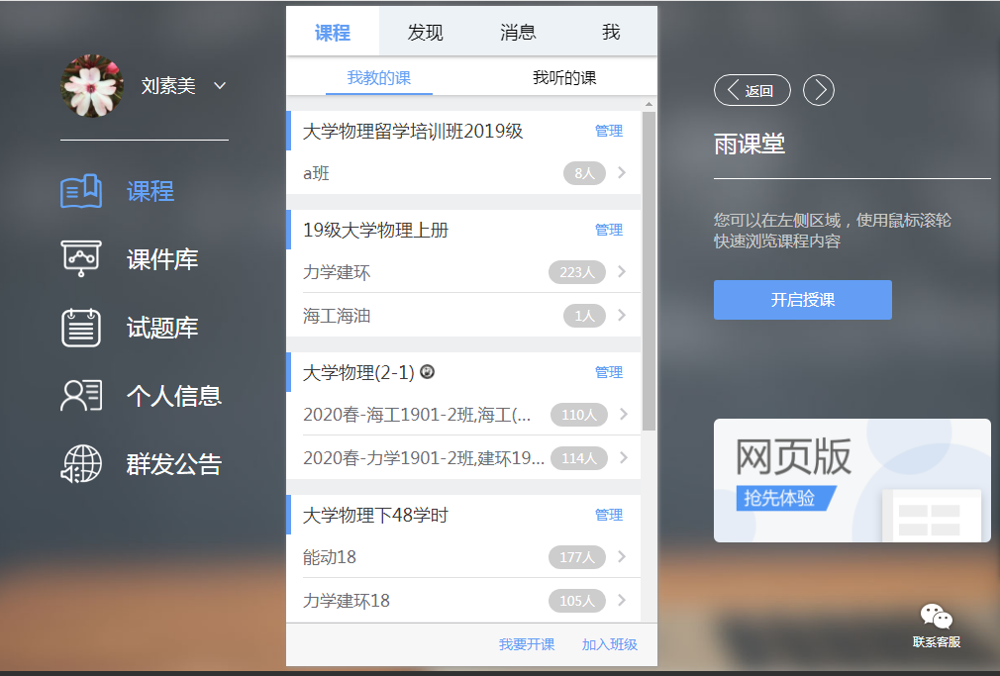 刘素美
课程
课件库
试题库
个人信息
群发公告
课程 发现 消息 我
我教的课 我听的课
大学物理留学培训班2019级 管理
a班 8人
19级大学物理上册 管理
力学建环 223人
海工海油 1人
大学物理(2-1) 管理
2020春-海工1901-2班,海工(... 110人
2020春-力学1901-2班,建环19... 114人
大学物理下48学时 管理
能动18 177人
力学建环18 105人
我要开课 加入班级
返回
雨课堂
您可以在左侧区域，使用鼠标滚轮
快速浏览课程内容
开启授课
网页版
抢先体验
联系客服